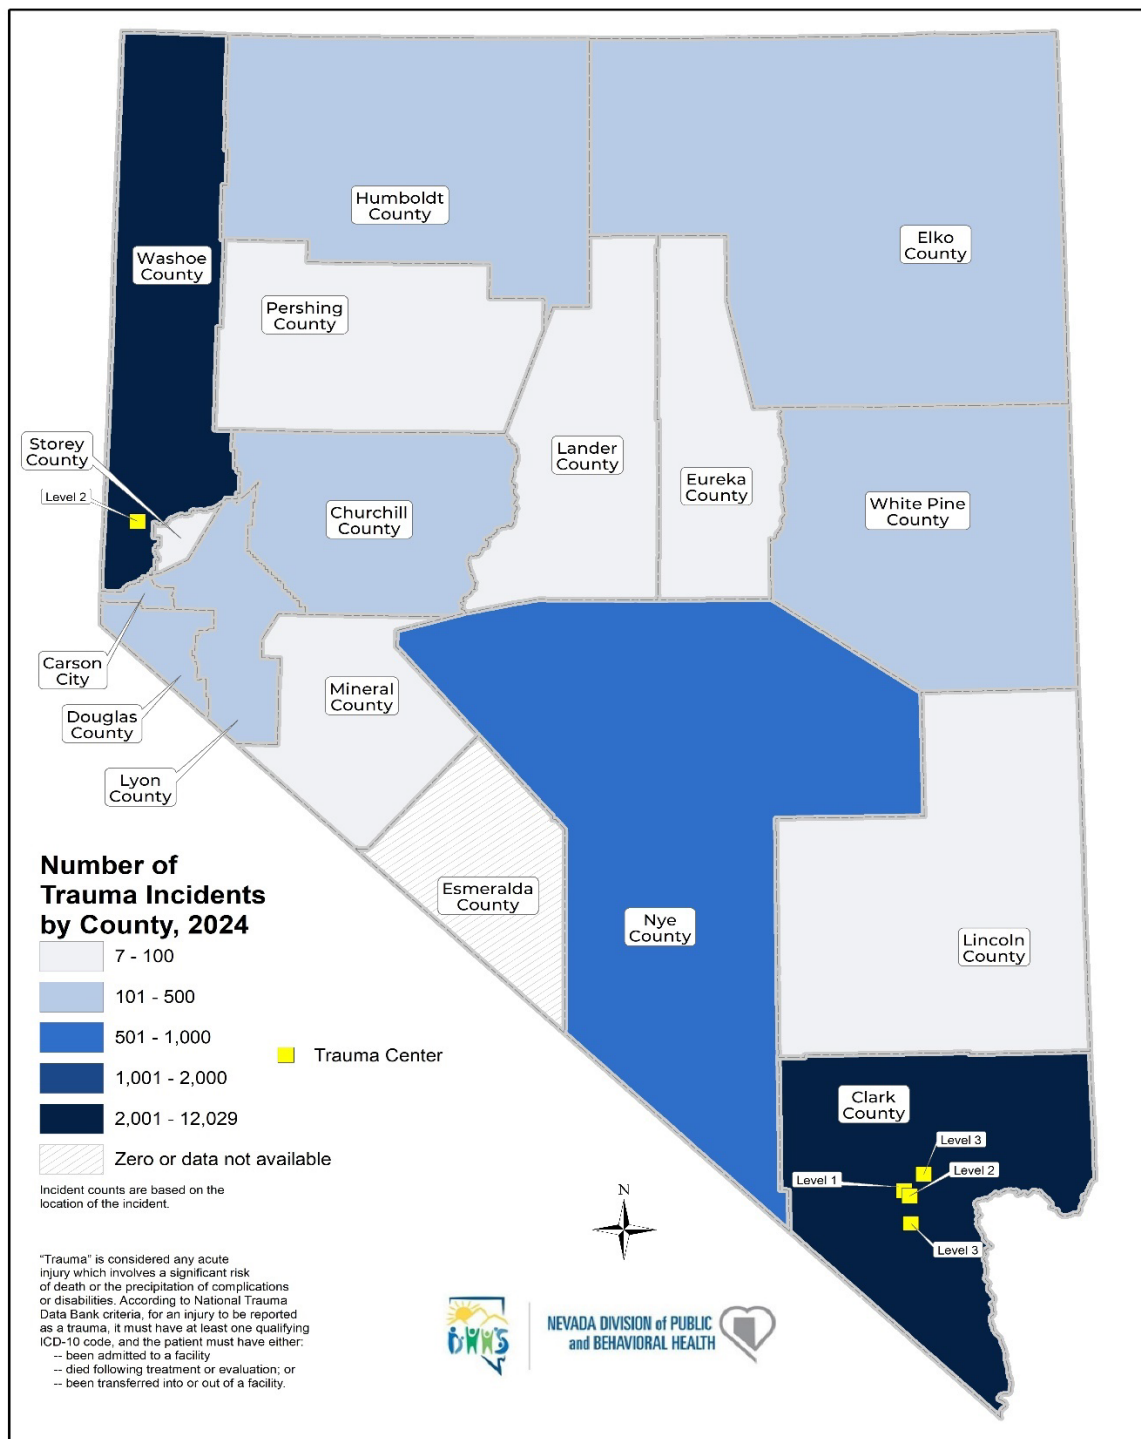 Humboldt
County
Elko
County
Washoe
County
Pershing
County
Storey
County
Lander
County
Eureka
County
Level 2
Churchill
County
White Pine
County
Carson
City
Mineral
County
Douglas
County
Lyon
County
Number of
Trauma Incidents
by County, 2024
7 - 100
101 - 500
501 - 1,000
1,001 - 2,000
2,001 - 12,029
Zero or data not available
Trauma Center
Incident counts are based on the
location of the incident.
Esmeralda
County
Nye
County
Lincoln
County
Clark
County
Level 3
Level 1
Level 2
Level 3
"Trauma" is considered any acute
injury which involves a significant risk
of death or the precipitation of complications
or disabilities. According to National Trauma
Data Bank criteria, for an injury to be reported
as a trauma, it must have at least one qualifying
ICD-10 code, and the patient must have either:
-- been admitted to a facility
-- died following treatment or evaluation; or
-- been transferred into or out of a facility.
N
DHHS
NEVADA DIVISION of PUBLIC
and BEHAVIORAL HEALTH